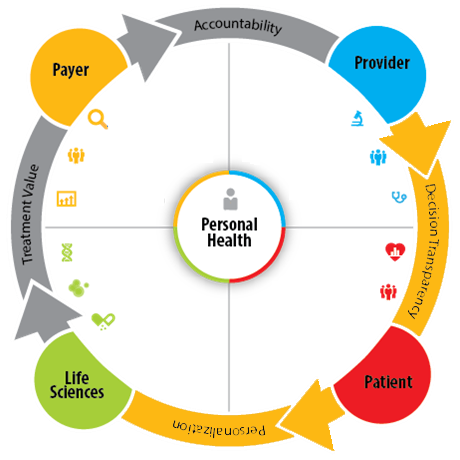 Accountability
Payer
Provider
Treatment Value
Decision Transparency
Personal
Health
Life
Sciences
Patient
Personalization